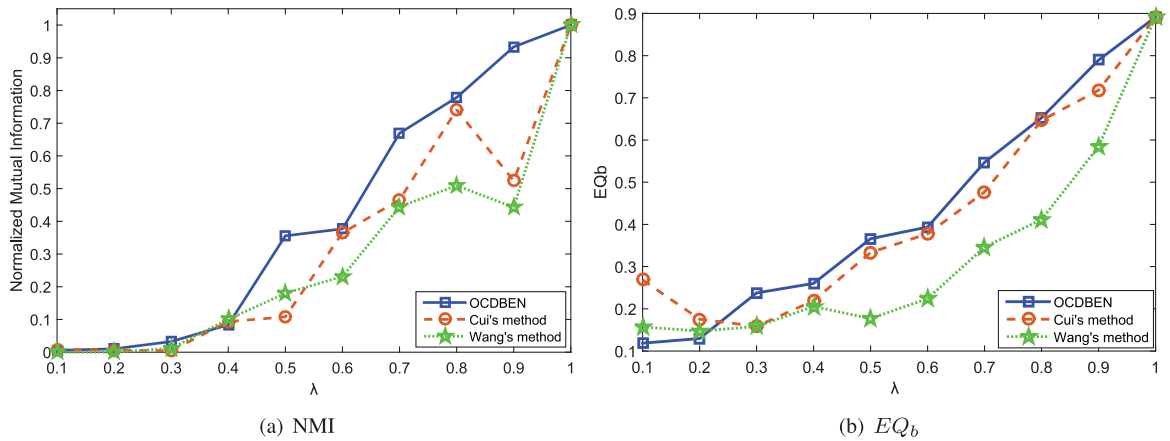 Normalized Mutual Information
1
0.9
0.8
0.7
0.6
0.5
0.4
0.3
0.2
0.1
0
0.1 0.2 0.3 0.4 0.5 0.6 0.7 0.8 0.9 1
λ
OCDBEN
Cui's method
Wang's method
(a) NMI
EQb
0.9
0.8
0.7
0.6
0.5
0.4
0.3
0.2
0.1
0.1 0.2 0.3 0.4 0.5 0.6 0.7 0.8 0.9 1
λ
OCDBEN
Cui's method
Wang's method
(b) EQb